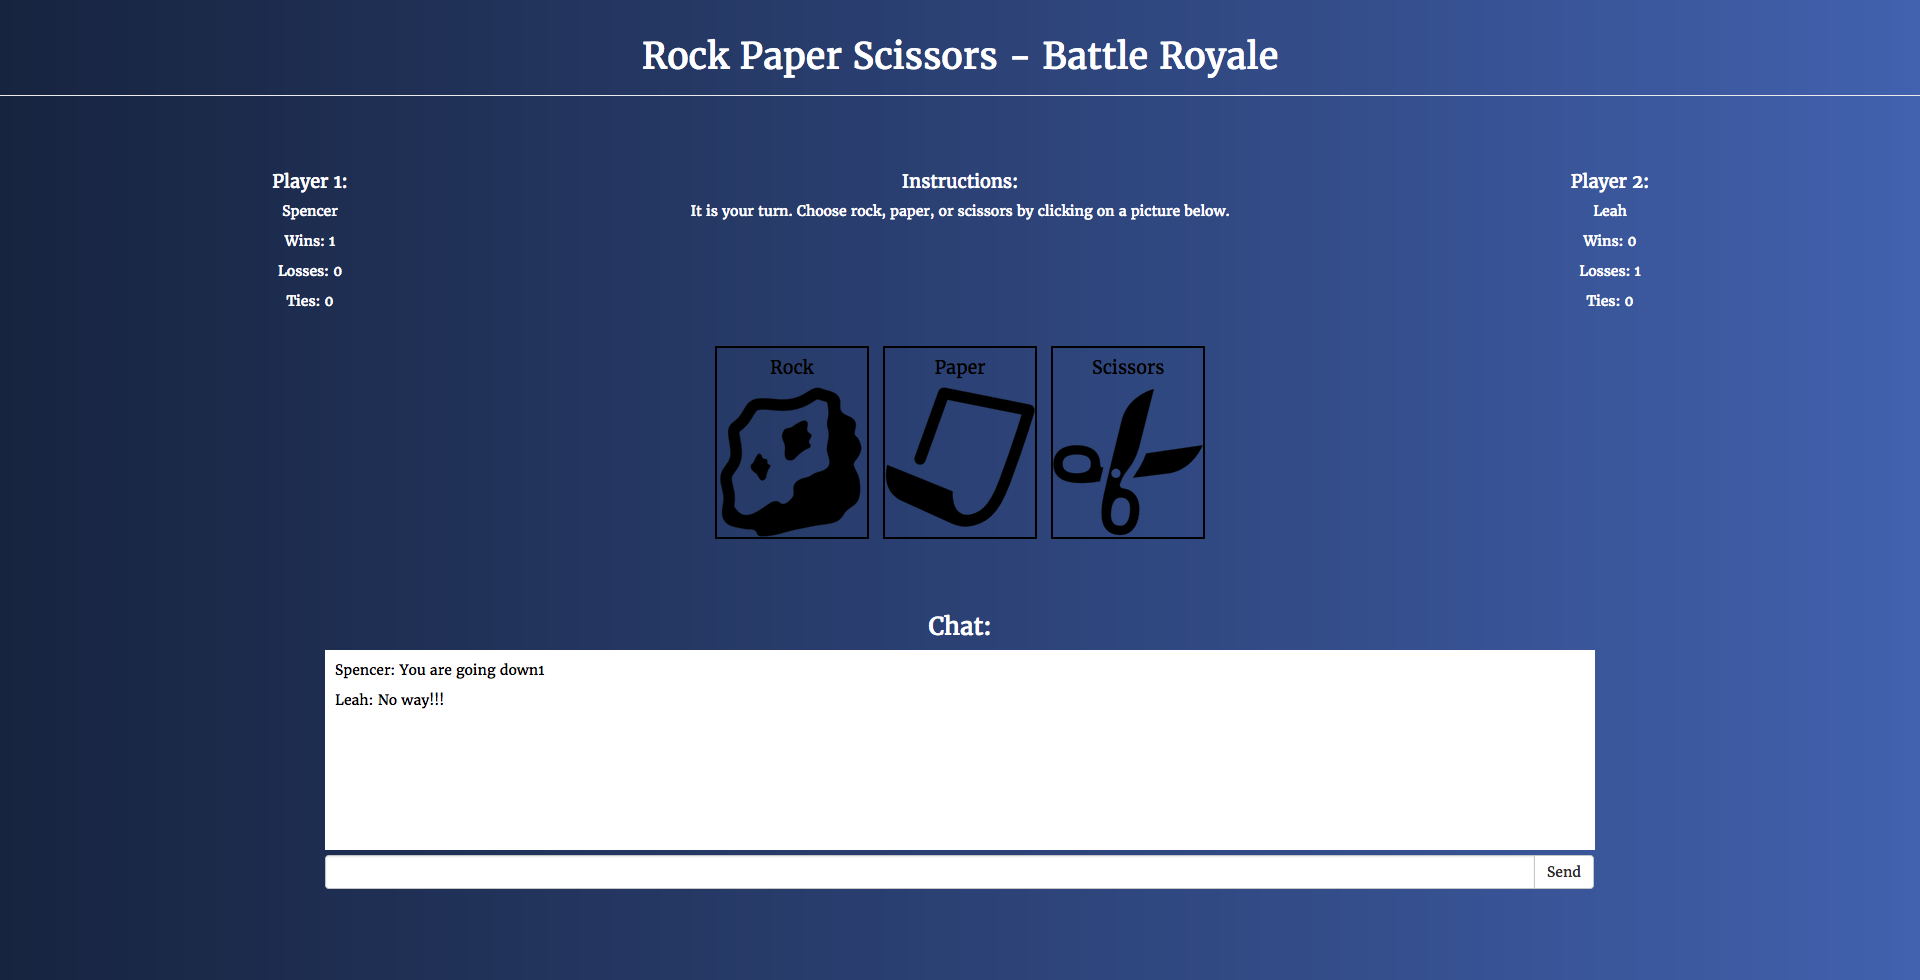 Rock Paper Scissors - Battle Royale
Player 1:
Spencer
Wins: 1
Losses: 0
Ties: 0
Instructions:
It is your turn. Choose rock, paper, or scissors by clicking on a picture below.
Player 2:
Leah
Wins: 0
Losses: 1
Ties: 0
Rock
Paper
Scissors
Chat:
Spencer: You are going down1
Leah: No way!!!
Send